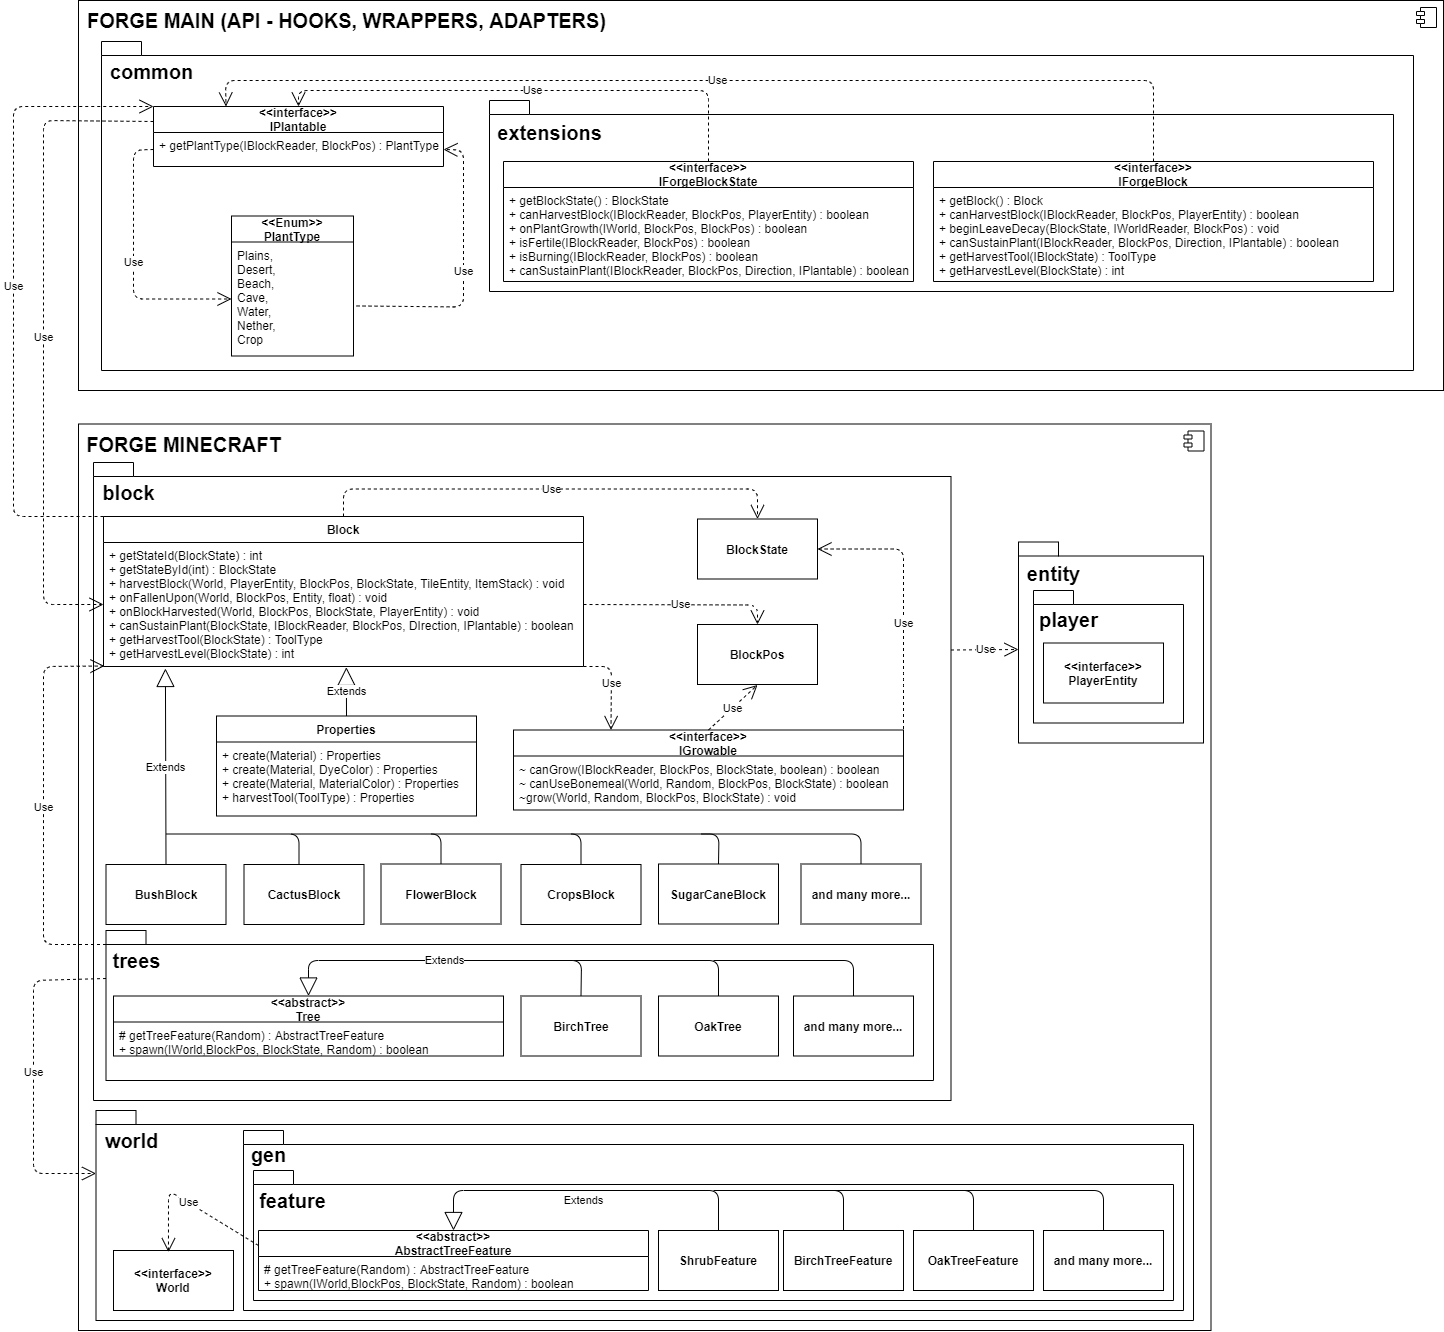 FORGE MAIN (API - HOOKS, WRAPPERS, ADAPTERS)
common
Use
Use
<<interface>>
IPlantable
+ getPlantType(IBlockReader, BlockPos) : PlantType
extensions
<<interface>>
IForgeBlockState
+ getBlockState() : BlockState
+ canHarvestBlock(IBlockReader, BlockPos, PlayerEntity) : boolean
+ onPlantGrowth(IWorld, BlockPos, BlockPos) : boolean
+ isFertile(IBlockReader, BlockPos) : boolean
+ isBurning(IBlockReader, BlockPos) : boolean
+ canSustainPlant(IBlockReader, BlockPos, Direction, IPlantable) : boolean
<<interface>>
IForgeBlock
+ getBlock() : Block
+ canHarvestBlock(IBlockReader, BlockPos, PlayerEntity) : boolean
+ beginLeaveDecay(BlockState, IWorldReader, BlockPos) : void
+ canSustainPlant(IBlockReader, BlockPos, Direction, IPlantable) : boolean
+ getHarvestTool(IBlockState) : ToolType
+ getHarvestLevel(BlockState) : int
<<Enum>>
PlantType
Plains,
Desert,
Beach,
Cave,
Water,
Nether,
Crop
Use
Use
Use
Use
FORGE MINECRAFT
block
Use
Block
+ getStateId(BlockState) : int
+ getStateById(int) : BlockState
+ harvestBlock(World, PlayerEntity, BlockPos, BlockState, TileEntity, ItemStack) : void
+ onFallenUpon(World, BlockPos, Entity, float) : void
+ onBlockHarvested(World, BlockPos, BlockState, PlayerEntity) : void
+ canSustainPlant(BlockState, IBlockReader, BlockPos, DIrection, IPlantable) : boolean
+ getHarvestTool(BlockState) : ToolType
+ getHarvestLevel(BlockState) : int
BlockState
Use
BlockPos
Use
Use
Use
Use
entity
player
<<interface>>
PlayerEntity
Extends
Properties
+ create(Material) : Properties
+ create(Material, DyeColor) : Properties
+ create(Material, MaterialColor) : Properties
+ harvestTool(ToolType) : Properties
<<interface>>
IGrowable
~ canGrow(IBlockReader, BlockPos, BlockState, boolean) : boolean
~ canUseBonemeal(World, Random, BlockPos, BlockState) : boolean
~grow(World, Random, BlockPos, BlockState) : void
Extends
Use
BushBlock
CactusBlock
FlowerBlock
CropsBlock
SugarCaneBlock
and many more...
trees
Extends
<<abstract>>
Tree
# getTreeFeature(Random) : AbstractTreeFeature
+ spawn(IWorld,BlockPos, BlockState, Random) : boolean
BirchTree
OakTree
and many more...
Use
world
gen
feature
Extends
Use
<<interface>>
World
<<abstract>>
AbstractTreeFeature
# getTreeFeature(Random) : AbstractTreeFeature
+ spawn(IWorld,BlockPos, BlockState, Random) : boolean
ShrubFeature
BirchTreeFeature
OakTreeFeature
and many more...